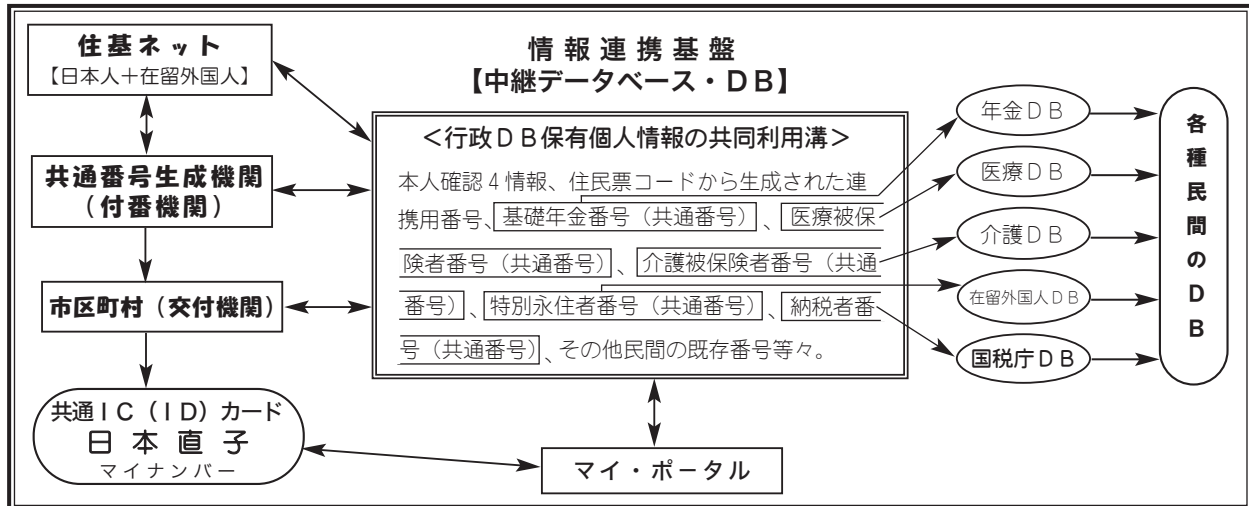 住基ネット
【日本人＋在留外国人】
共通番号生成機関
（付番機関）
市区町村（交付機関）
共通ＩＣ（ＩＤ）カード
日本直子
マイナンバー
情報連携基盤
【中継データベース・ＤＢ】
＜行政ＤＢ保有個人情報の共同利用溝＞
本人確認４情報、住民票コードから生成された連
携用番号、基礎年金番号（共通番号）、医療被保
険者番号（共通番号）、介護被保険者番号（共通
番号）、特別永住者番号（共通番号）、納税者番
号（共通番号）、その他民間の既存番号等々。
マイ・ポータル
年金ＤＢ
医療ＤＢ
介護ＤＢ
在留外国人ＤＢ
国税庁ＤＢ
各種民間のＤＢ